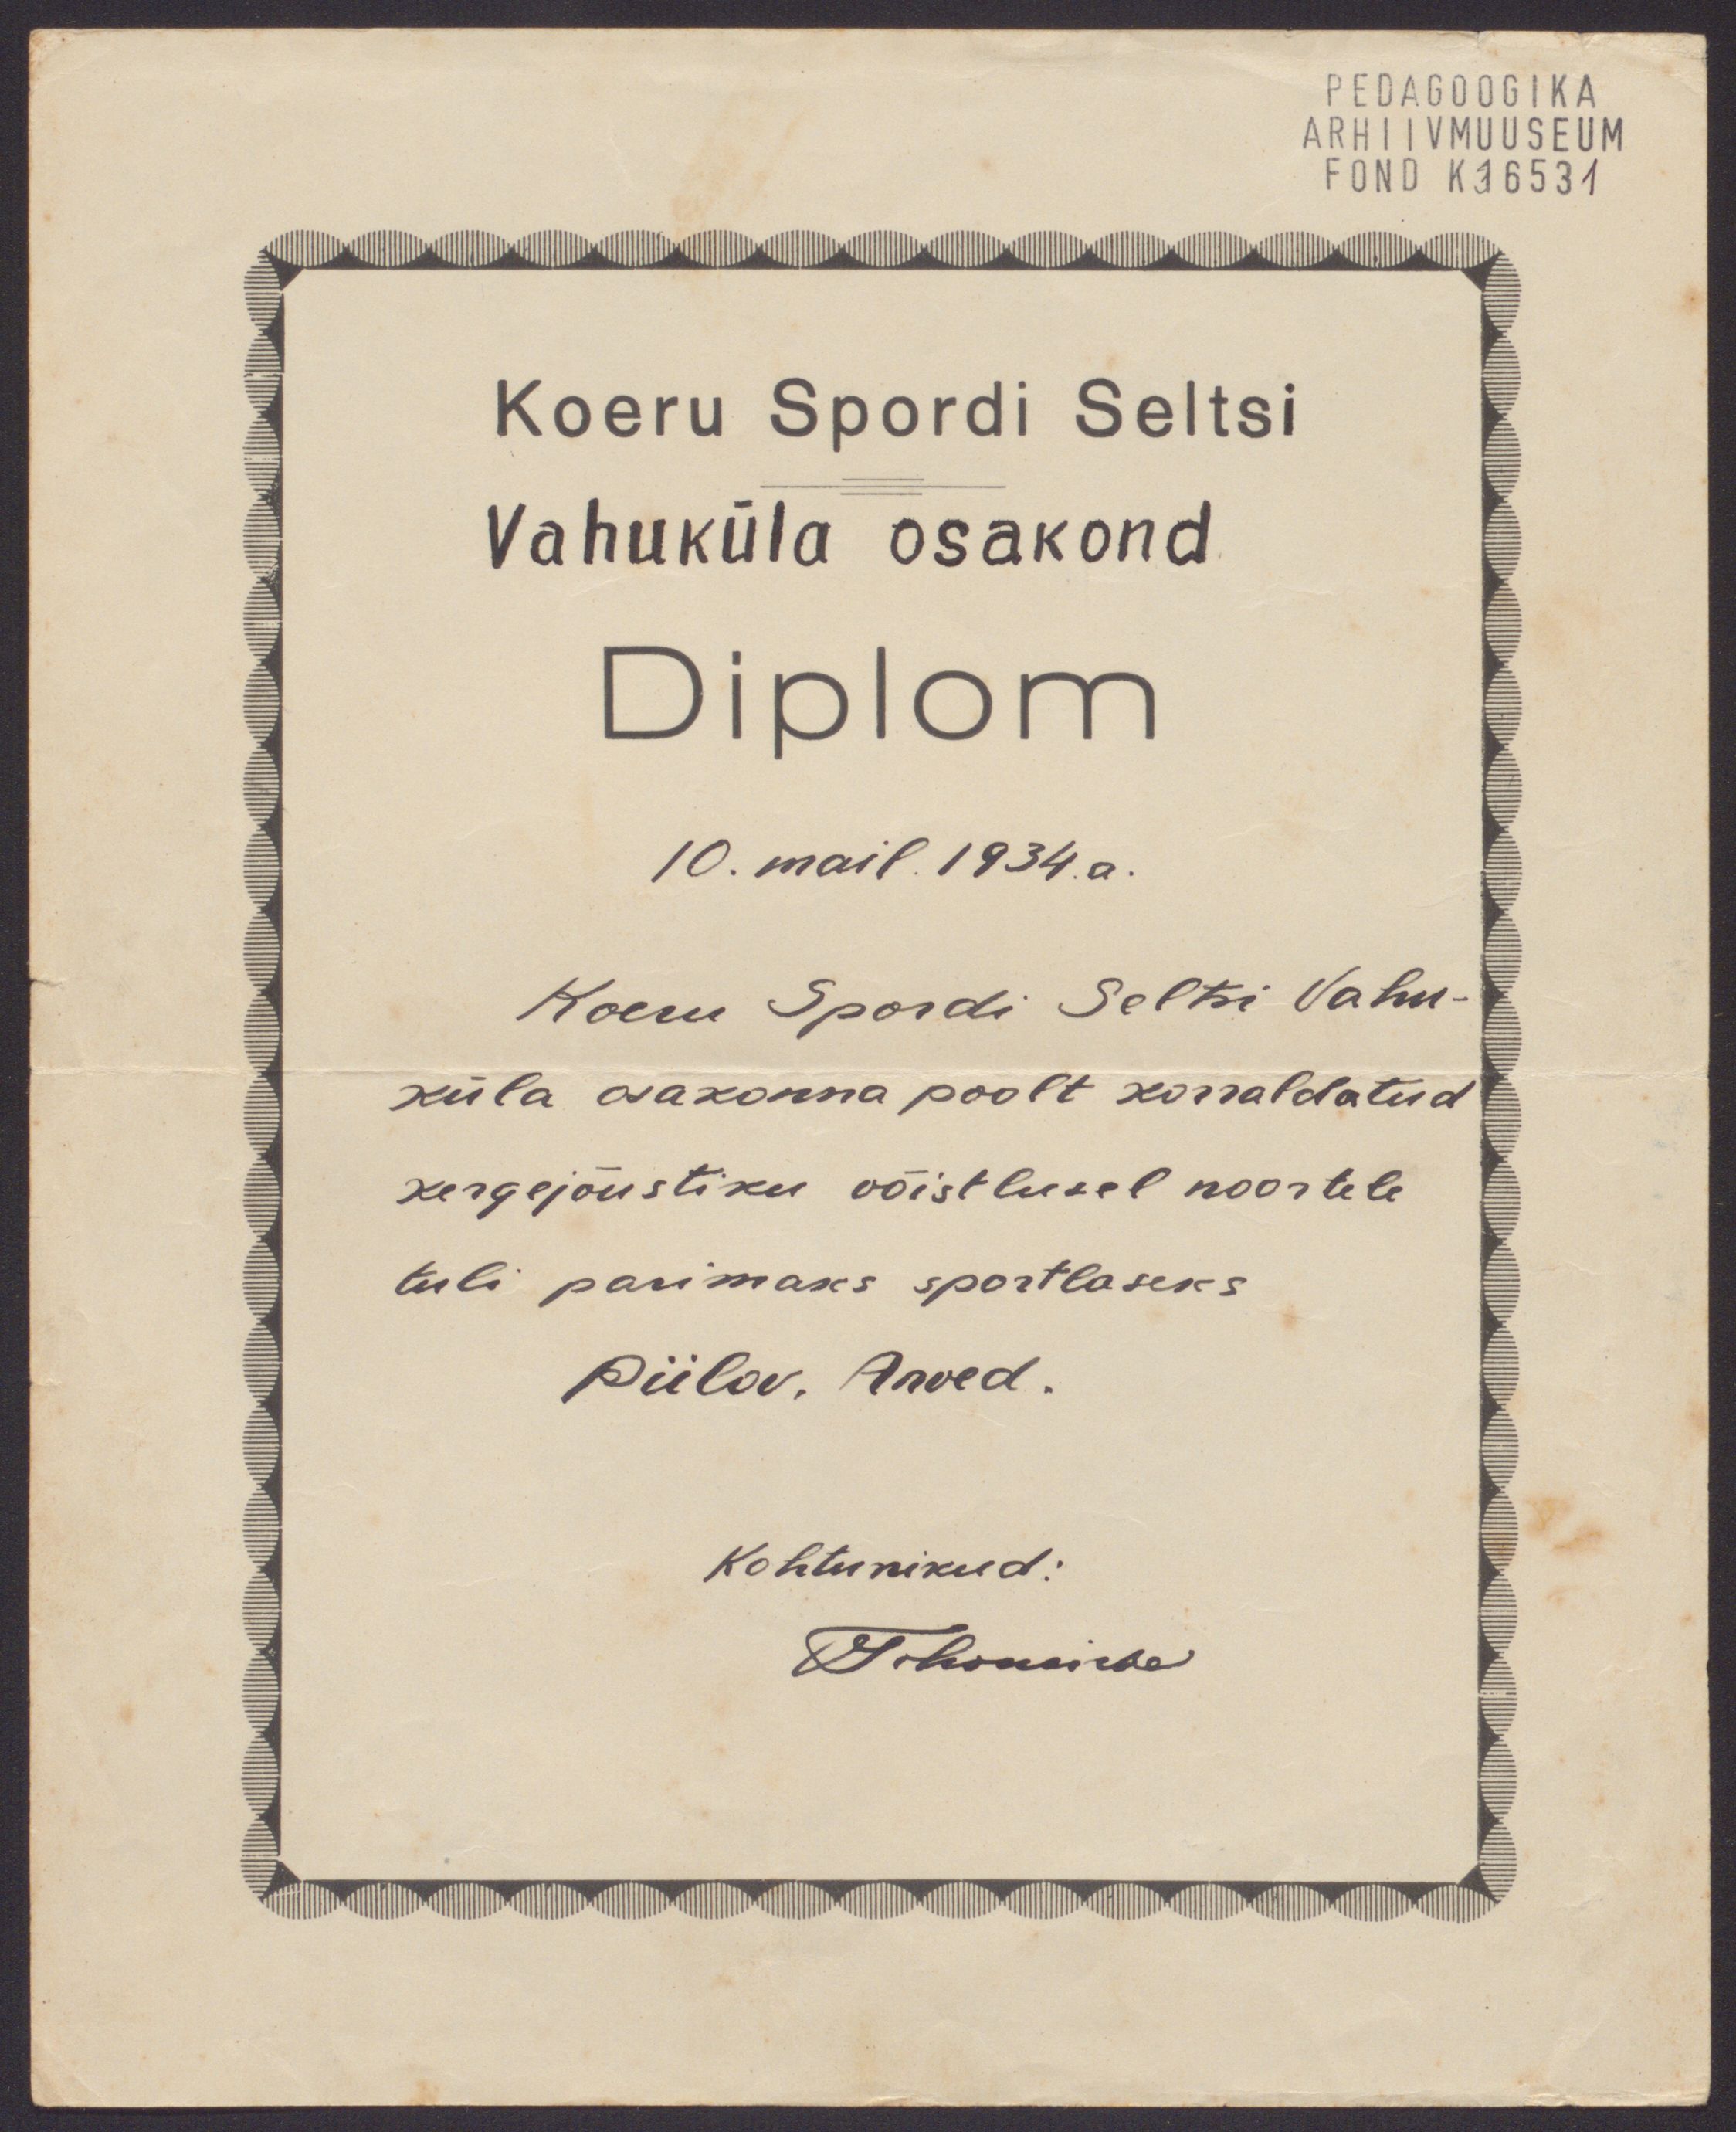 PEDAGOOGIKA
ARHIIVMUUSEUM
FOND K16531
Koeru Spordi Seltsi
Vahuküla osakond
Diplom
10. mail. 1934.a.
Koeru Spordi Seltsi Vahu-
küla osakonna poolt korraldatud
kergejõustiku võistlusel noortele
tuli parimaks sportlaseks
Piilov, Arved.
Kohtunikud: